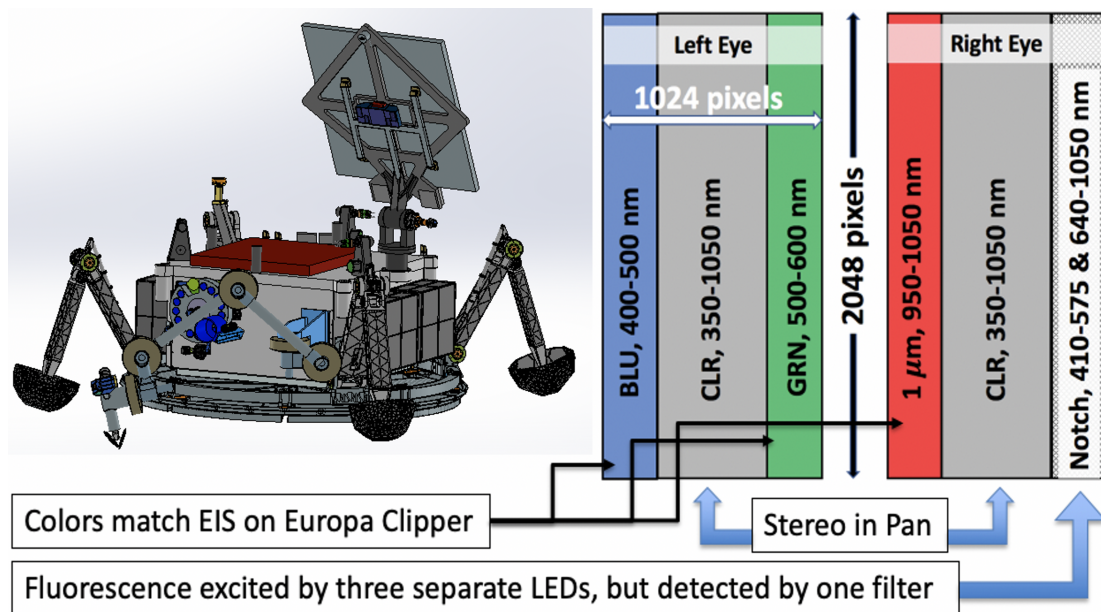 Left Eye
Right Eye
1024 pixels
BLU, 400-500 nm
CLR, 350-1050 nm
GRN, 500-600 nm
2048 pixels
1 μm, 950-1050 nm
CLR, 350-1050 nm
Notch, 410-575 & 640-1050 nm
Colors match EIS on Europa Clipper
Stereo in Pan
Fluorescence excited by three separate LEDs, but detected by one filter